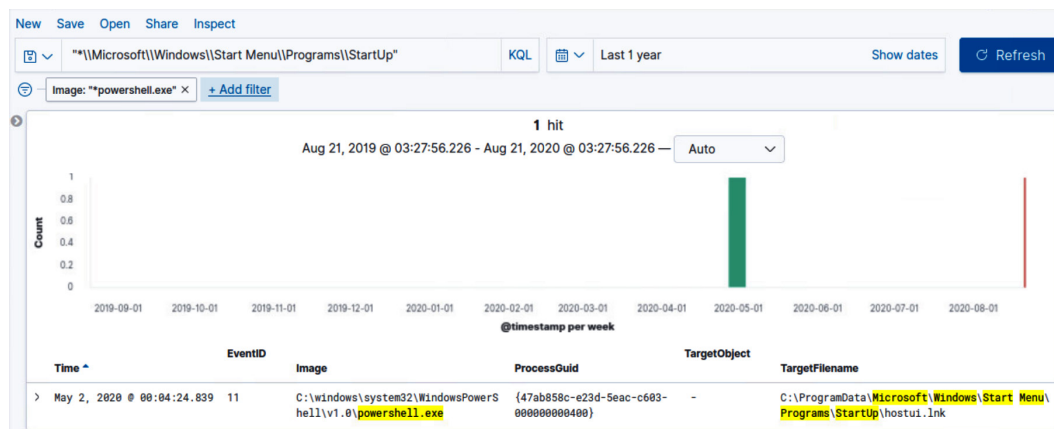 New Save Open Share Inspect
"*\\Microsoft\\Windows\\Start Menu\\Programs\\StartUp" KQL Last 1 year Show dates Refresh
Image: "*powershell.exe" × + Add filter
1 hit
Aug 21, 2019 @ 03:27:56.226 - Aug 21, 2020 @ 03:27:56.226 — Auto
1
0.8
0.6
0.4
0.2
0
Count
2019-09-01 2019-10-01 2019-11-01 2019-12-01 2020-01-01 2020-02-01 2020-03-01 2020-04-01 2020-05-01 2020-06-01 2020-07-01 2020-08-01
@timestamp per week
Time EventID Image ProcessGuid TargetObject TargetFilename
May 2, 2020 @ 00:04:24.839 11 C:\windows\system32\WindowsPowerS {47ab858c-e23d-5eac-c603- - C:\ProgramData\Microsoft\Windows\Start Menu\
hell\v1.0\powershell.exe 000000000400} Programs\StartUp\hostui.lnk